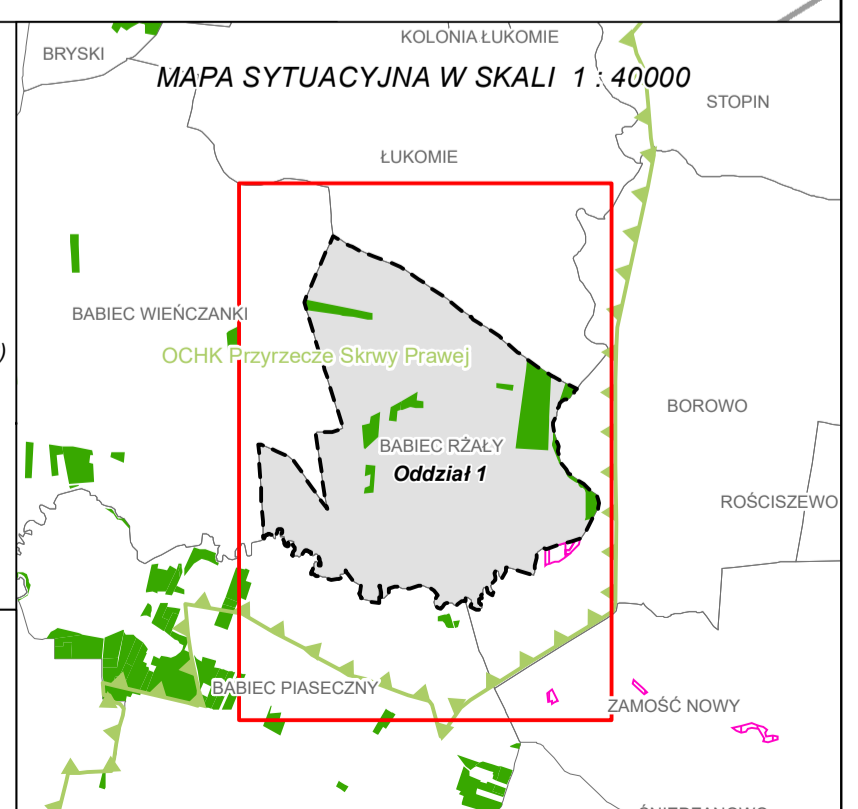 KOLONIA ŁUKOMIE
BRYSKI
MAPA SYTUACYJNA W SKALI 1 : 40000
STOPIN
ŁUKOMIE
BABIEC WIEŃCZANKI
)
OCHK Przyrzecze Skrwy Prawej
BOROWO
BABIEC RŻAŁY
Oddział 1
ROŚCISZEWO
BABIEC PIASECZNY
ZAMOŚĆ NOWY